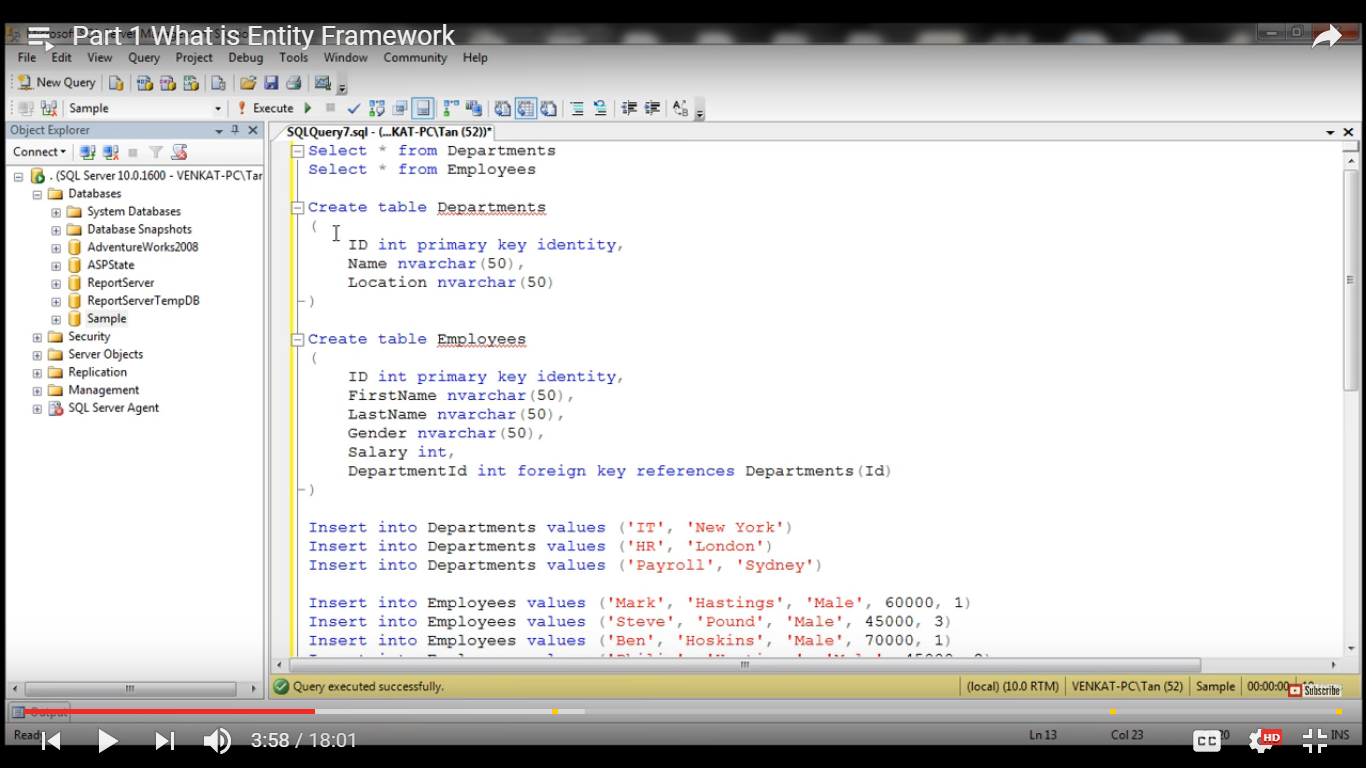 Part 1 What is Entity Framework
File Edit View Query Project Debug Tools Window Community Help
New Query
Sample Execute
Object Explorer
SQLQuery7.sql - (...KAT-PC\Tan (52))*
Connect
. (SQL Server 10.0.1600 - VENKAT-PC\Tar
Databases
System Databases
Database Snapshots
AdventureWorks2008
ASPState
ReportServer
ReportServerTempDB
Sample
Security
Server Objects
Replication
Management
SQL Server Agent
Select * from Departments
Select * from Employees
Create table Departments
(
ID int primary key identity,
Name nvarchar(50),
Location nvarchar(50)
)
Create table Employees
(
ID int primary key identity,
FirstName nvarchar(50),
LastName nvarchar(50),
Gender nvarchar(50),
Salary int,
DepartmentId int foreign key references Departments(Id)
)
Insert into Departments values ('IT', 'New York')
Insert into Departments values ('HR', 'London')
Insert into Departments values ('Payroll', 'Sydney')
Insert into Employees values ('Mark', 'Hastings', 'Male', 60000, 1)
Insert into Employees values ('Steve', 'Pound', 'Male', 45000, 3)
Insert into Employees values ('Ben', 'Hoskins', 'Male', 70000, 1)
Query executed successfully. (local) (10.0 RTM) VENKAT-PC\Tan (52) Sample 00:00:00 Subscribe
Output
Ready Ln 13 Col 23 INS
3:58 / 18:01 CC HD